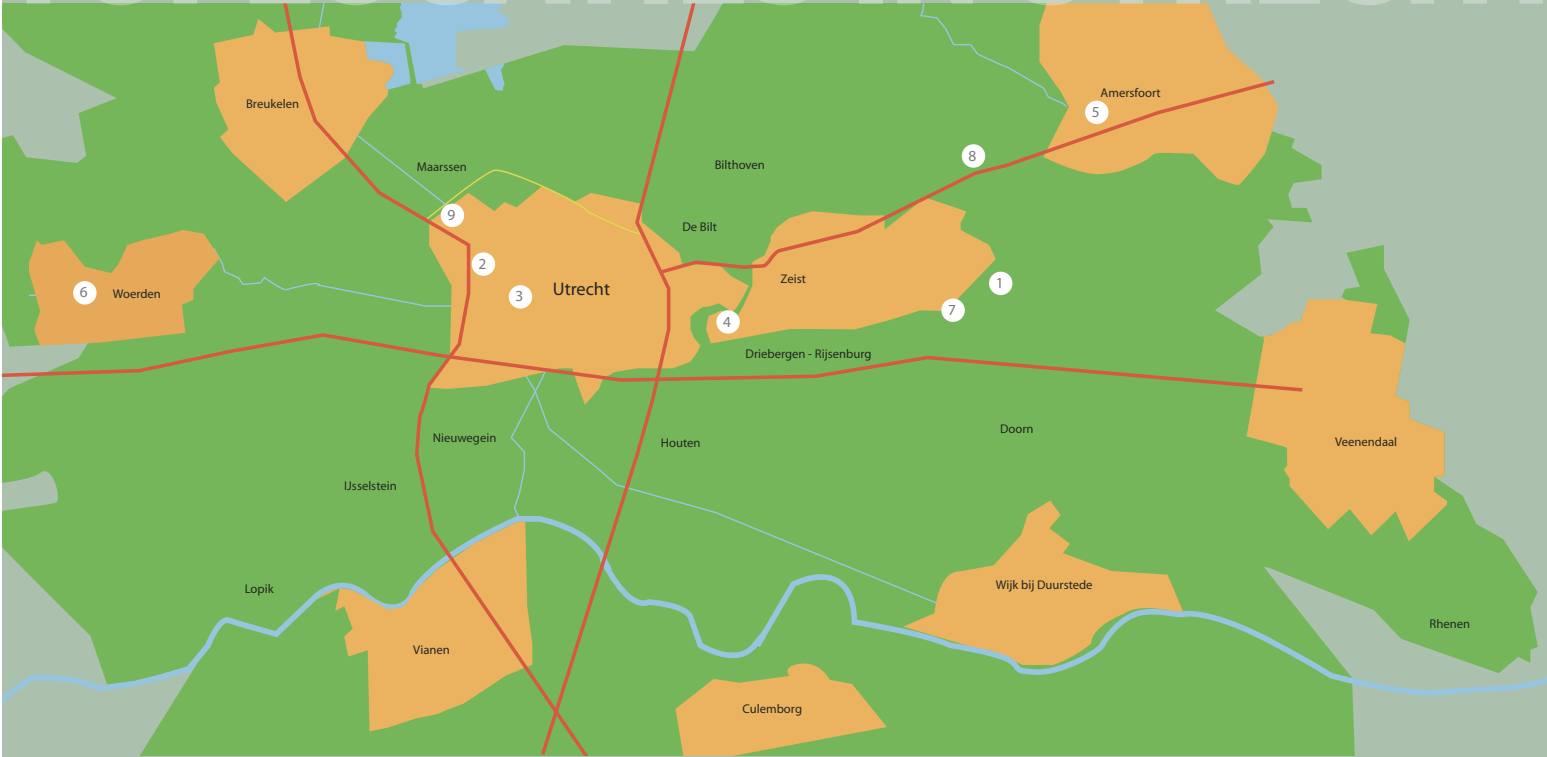 Amersfoort
Breukelen
5
8
Maarssen
Bilthoven
9
De Bilt
2
Zeist
1
6
Woerden
3
Utrecht
7
4
Driebergen - Rijsenburg
Doorn
Nieuwegein
Houten
Veenendaal
IJsselstein
Wijk bij Duurstede
Lopik
Rhenen
Vianen
Culemborg